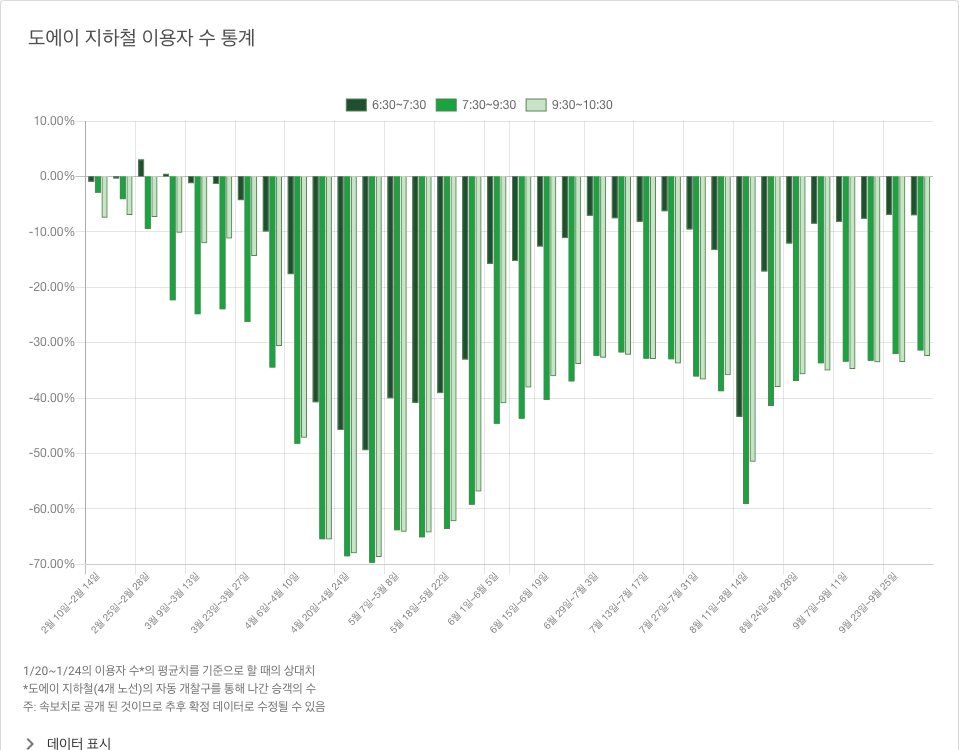 도에이 지하철 이용자 수 통계
6:30~7:30 7:30~9:30 9:30~10:30
10.00%
0.00%
-10.00%
-20.00%
-30.00%
-40.00%
-50.00%
-60.00%
-70.00%
2월 10일~2월 14일
2월 25일~2월 28일
3월 9일~3월 13일
3월 23일~3월 27일
4월 6일~4월 10일
4월 20일~4월 24일
5월 7일~5월 8일
5월 18일~5월 22일
6월 1일~6월 5일
6월 15일~6월 19일
6월 29일~7월 3일
7월 13일~7월 17일
7월 27일~7월 31일
8월 11일~8월 14일
8월 24일~8월 28일
9월 7일~9월 11일
9월 23일~9월 25일
1/20~1/24의 이용자 수*의 평균치를 기준으로 할 때의 상대치
*도에이 지하철(4개 노선)의 자동 개찰구를 통해 나간 승객의 수
주: 속보치로 공개 된 것이므로 추후 확정 데이터로 수정될 수 있음
데이터 표시